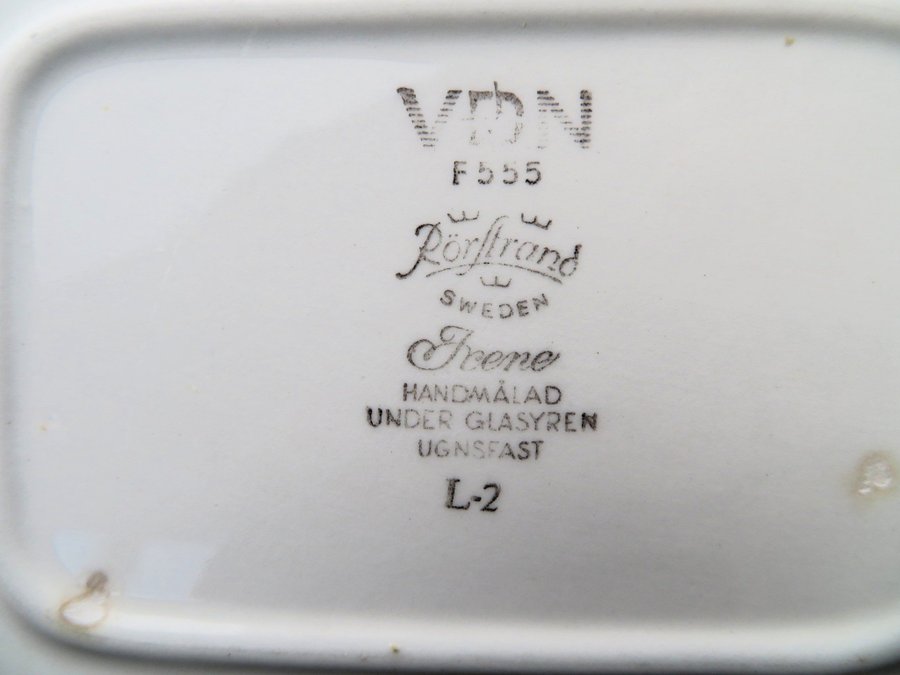 VDN
F555
Rörstrand
SWEDEN
Irene
HANDMÅLAD
UNDER GLASYREN
UGNSFAST
L-2